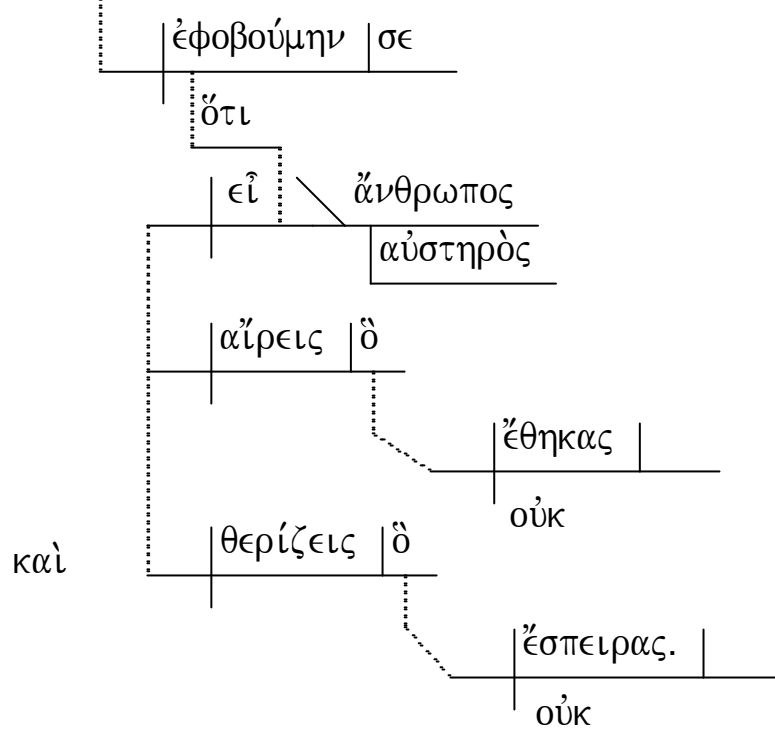 ἐφοβούμην σε
ὅτι
εἶ ἄνθρωπος
αὐστηρὸς
αἴρεις ὃ
ἔθηκας
οὐκ
καὶ θερίζεις ὃ
ἔσπειρας.
οὐκ